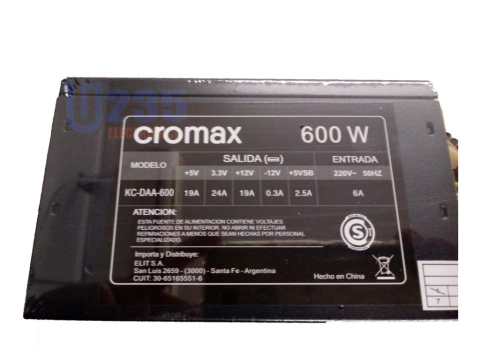 U235
ELEC
cromax 600 W
MODELO SALIDA ENTRADA
+5V 3.3V +12V -12V +5VSB 220V~ 50HZ
KC-DAA-600 19A 24A 19A 0.3A 2.5A 6A
ATENCION:
ESTA FUENTE DE ALIMENTACION CONTIENE VOLTAJES
PELIGROSOS EN SU INTERIOR. NO ABRIR NI EFECTUAR
REPARACIONES A MENOS QUE SEAN HECHAS POR PERSONAL
ESPECIALIZADO.
Importa y Distribuye:
ELIT S.A.
San Luis 2659 - (3000) - Santa Fe - Argentina
CUIT: 30-65165551-6
Hecho en China
S
7